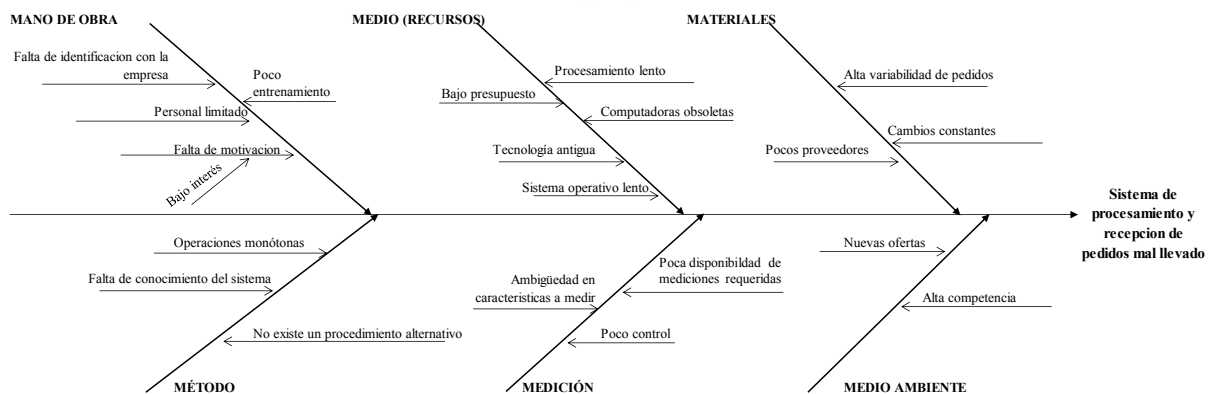 MANO DE OBRA
Falta de identificacion con la
empresa
Poco
entrenamiento
Personal limitado
Falta de motivacion
Bajo interés
MEDIO (RECURSOS)
Procesamiento lento
Bajo presupuesto
Computadoras obsoletas
Tecnología antigua
Sistema operativo lento
MATERIALES
Alta variabilidad de pedidos
Cambios constantes
Pocos proveedores
Sistema de
procesamiento y
recepcion de
pedidos mal llevado
Operaciones monótonas
Falta de conocimiento del sistema
No existe un procedimiento alternativo
MÉTODO
Poca disponibildad de
mediciones requeridas
Ambigüedad en
caracteristicas a medir
Poco control
MEDICIÓN
Nuevas ofertas
Alta competencia
MEDIO AMBIENTE